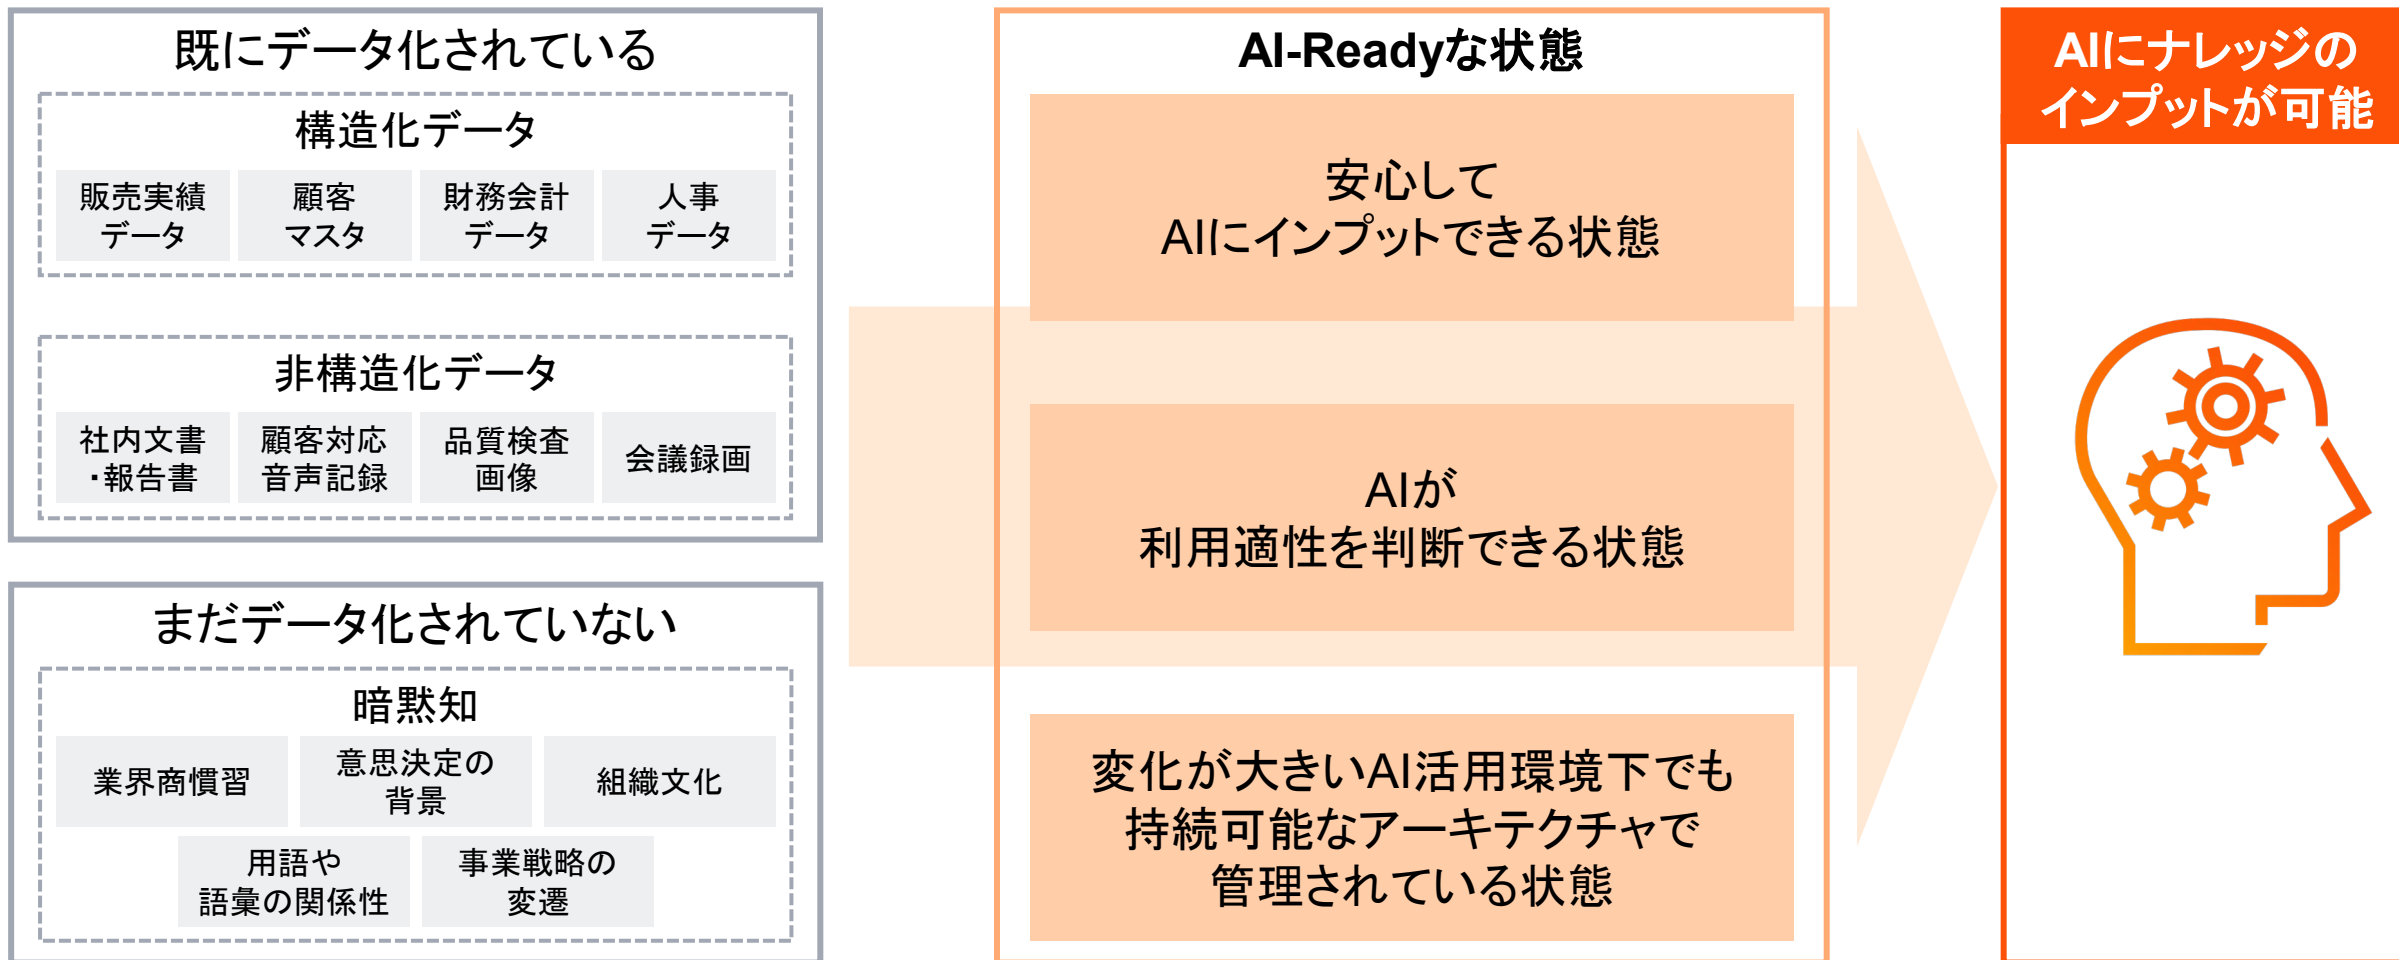 既にデータ化されている
構造化データ
販売実績
データ
顧客
マスタ
財務会計
データ
人事
データ
非構造化データ
社内文書
・報告書
顧客対応
音声記録
品質検査
画像
会議録画
まだデータ化されていない
暗黙知
業界商慣習
意思決定の
背景
組織文化
用語や
語彙の関係性
事業戦略の
変遷
AI-Readyな状態
安心して
AIにインプットできる状態
AIが
利用適性を判断できる状態
変化が大きいAI活用環境下でも
持続可能なアーキテクチャで
管理されている状態
AIにナレッジの
インプットが可能